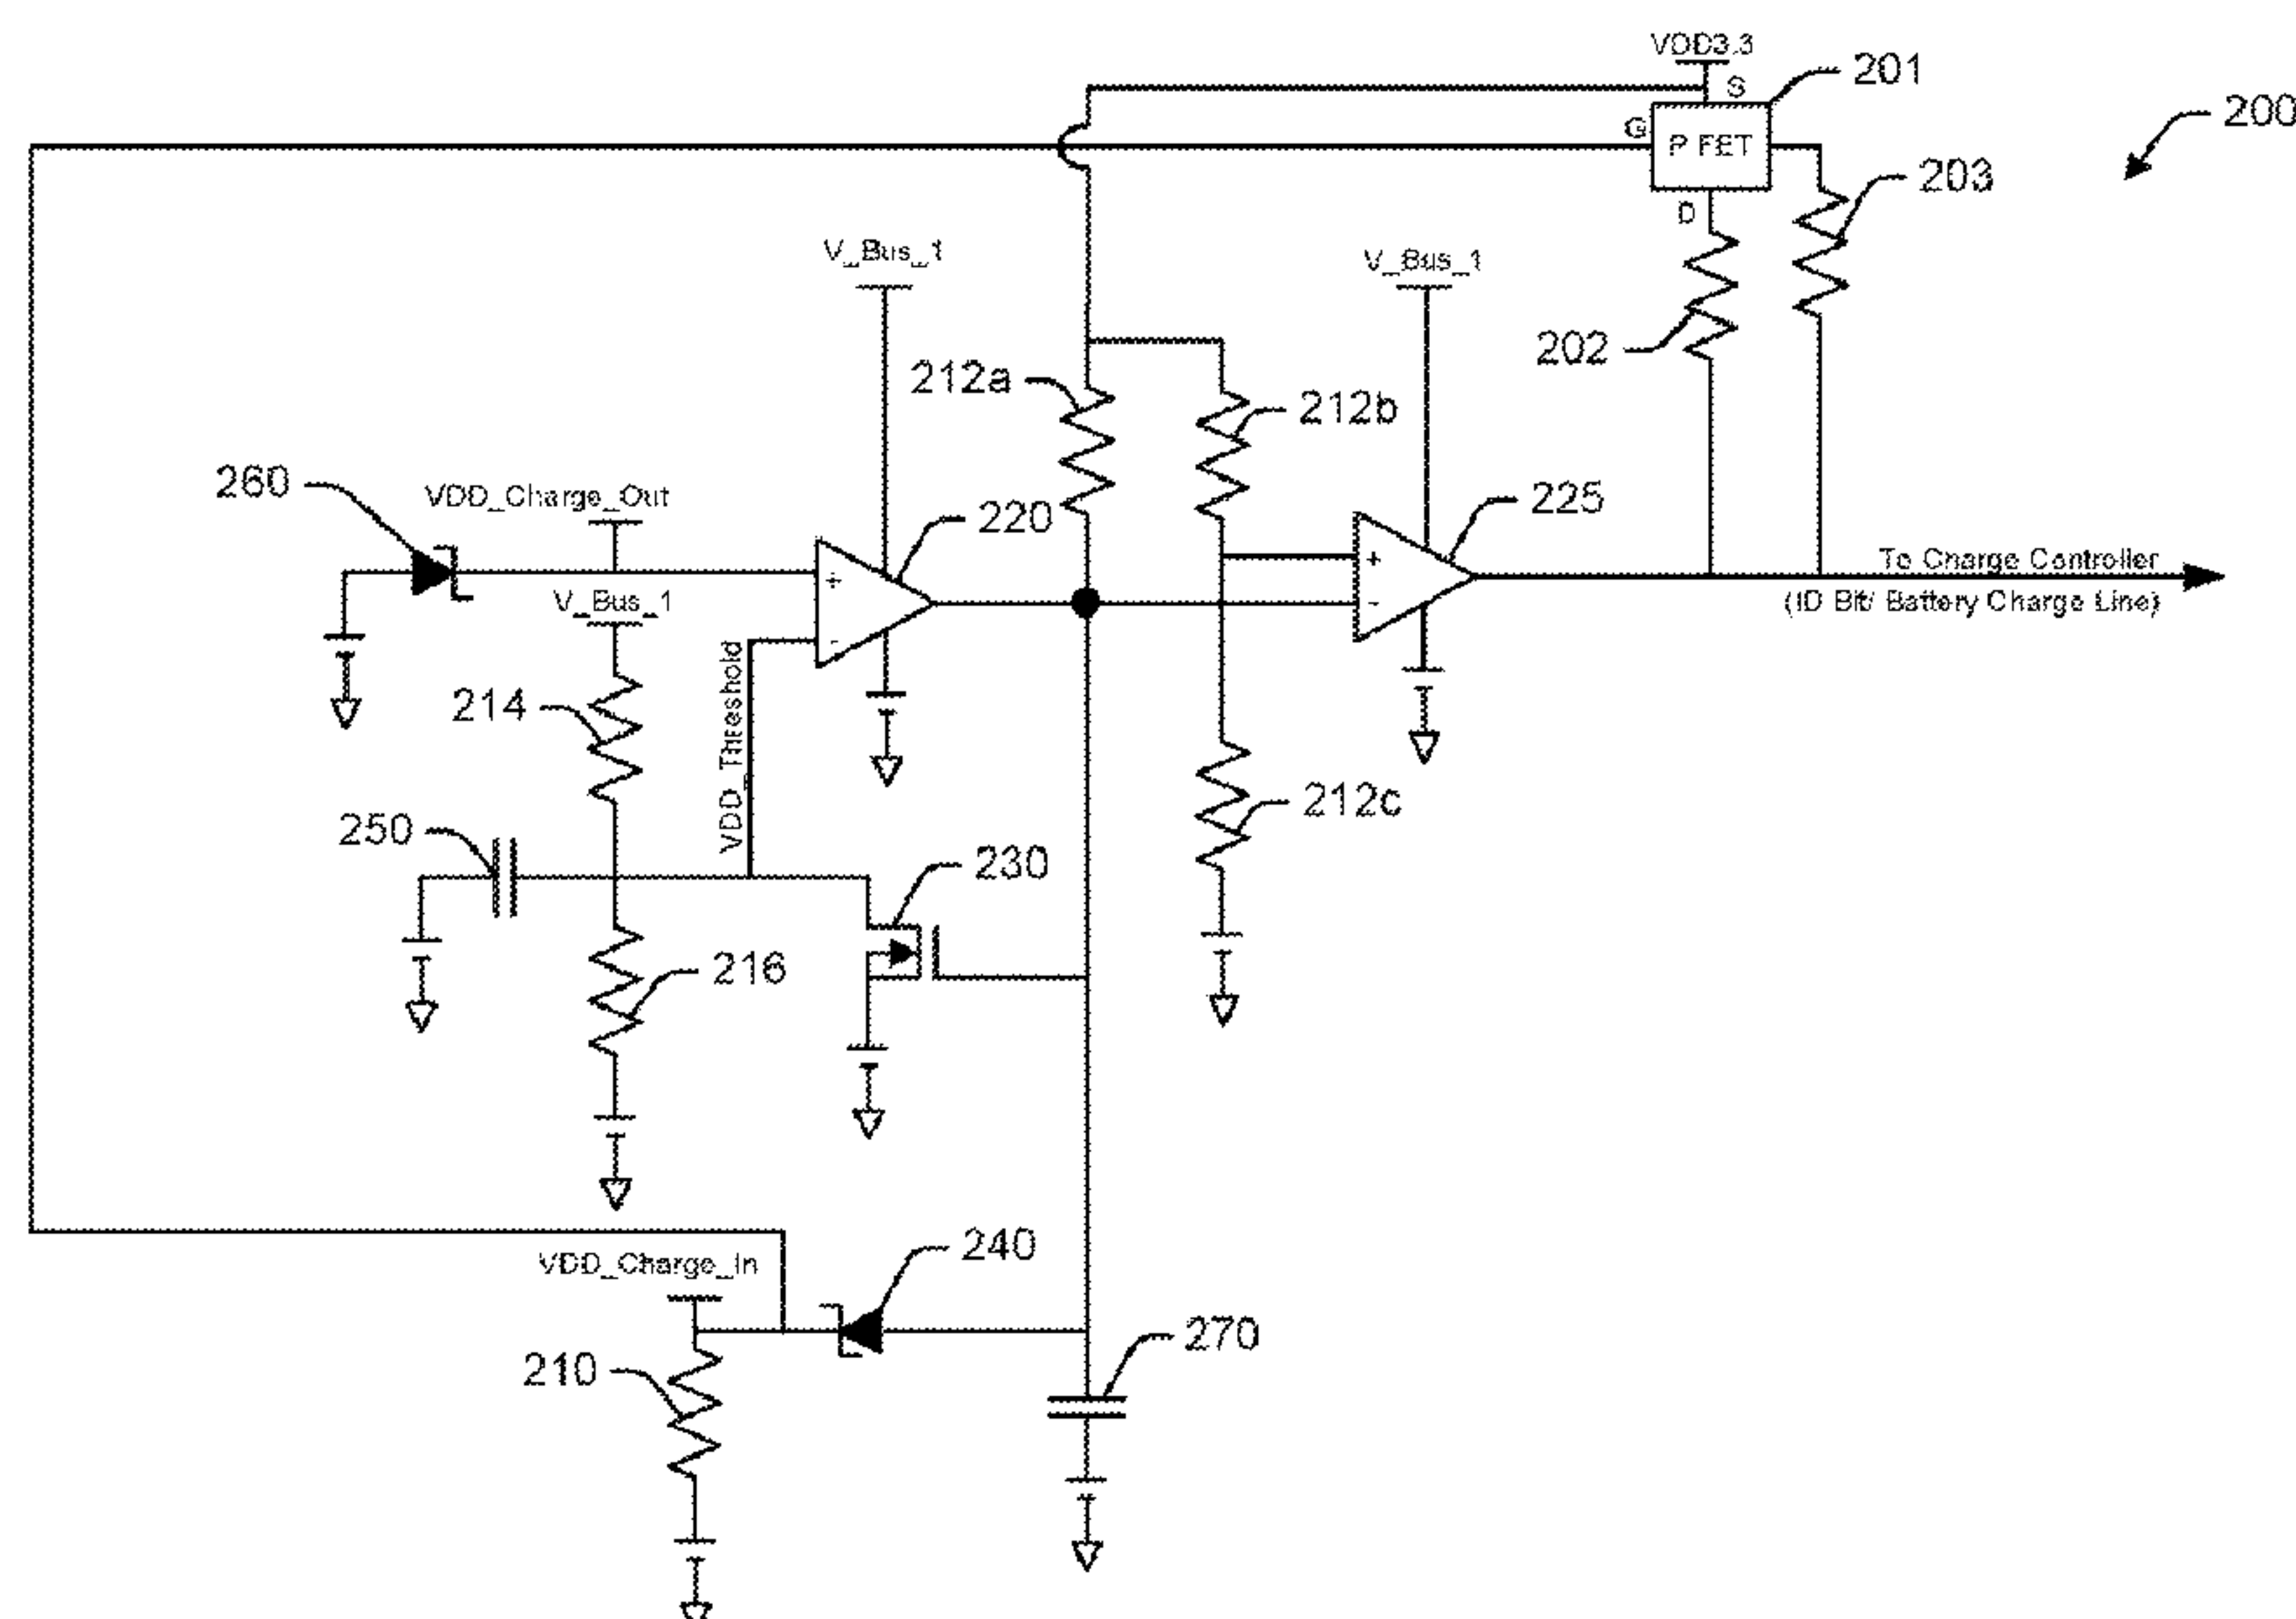 VDD3.3
S
201
200
G
P FET
203
D
V_Bus_1
V_Bus_1
202
212a
212b
260
VDD_Charge_Out
220
225
+
+
To Charge Controller
V_Bus_1
-
(ID Bit/ Battery Charge Line)
-
VDD_Threshold
214
212c
250
230
216
240
VDD_Charge_In
270
210